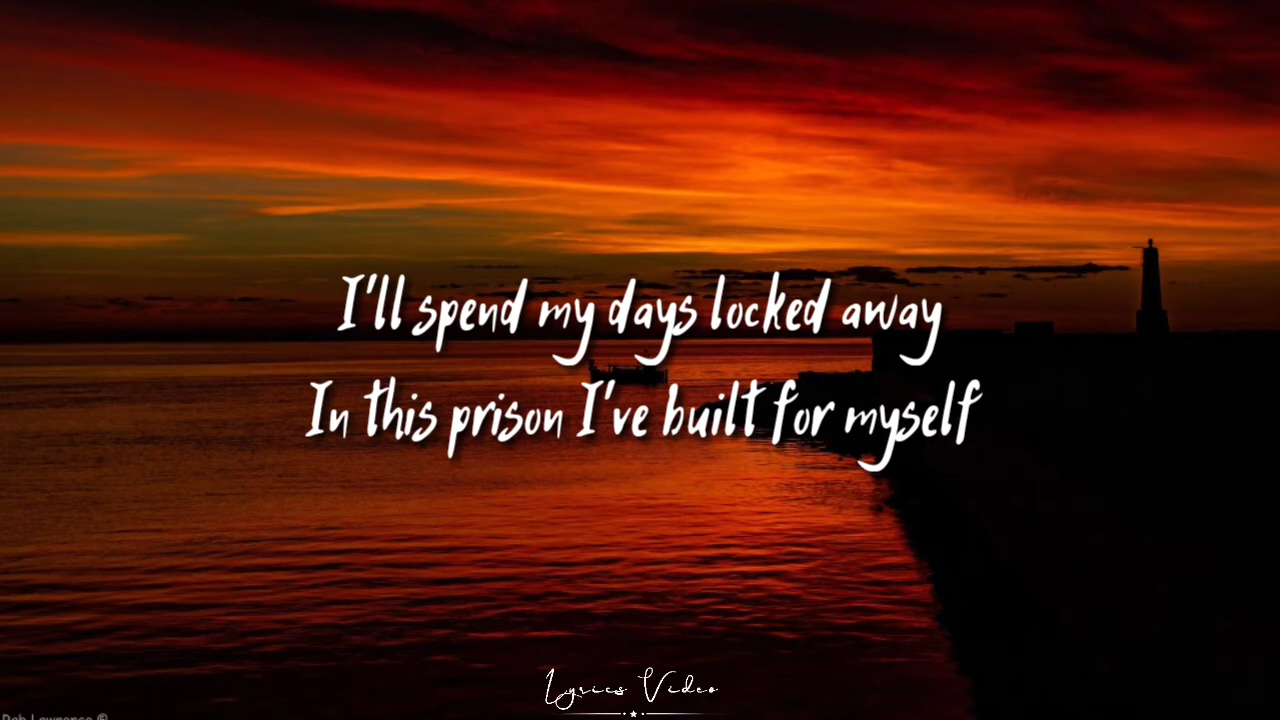 I'll spend my days locked away
In this prison I've built for myself
Lyrics Video